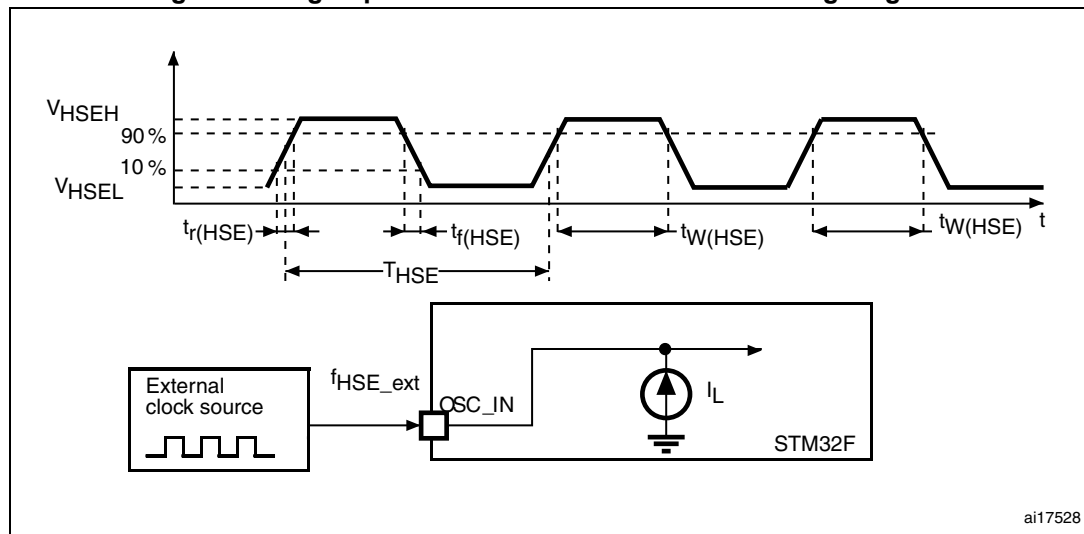 VHSEH
90 %
10 %
VHSEL
tr(HSE)
tf(HSE)
tW(HSE)
tW(HSE)
t
THSE
External
clock source
fHSE_ext
OSC_IN
IL
STM32F
ai17528